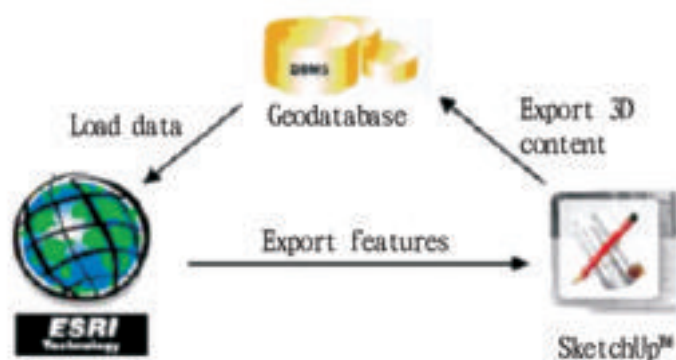 DBMS
Geodatabase
Load data
Export 3D
content
Export features
ESRI
Technology
SketchUp™